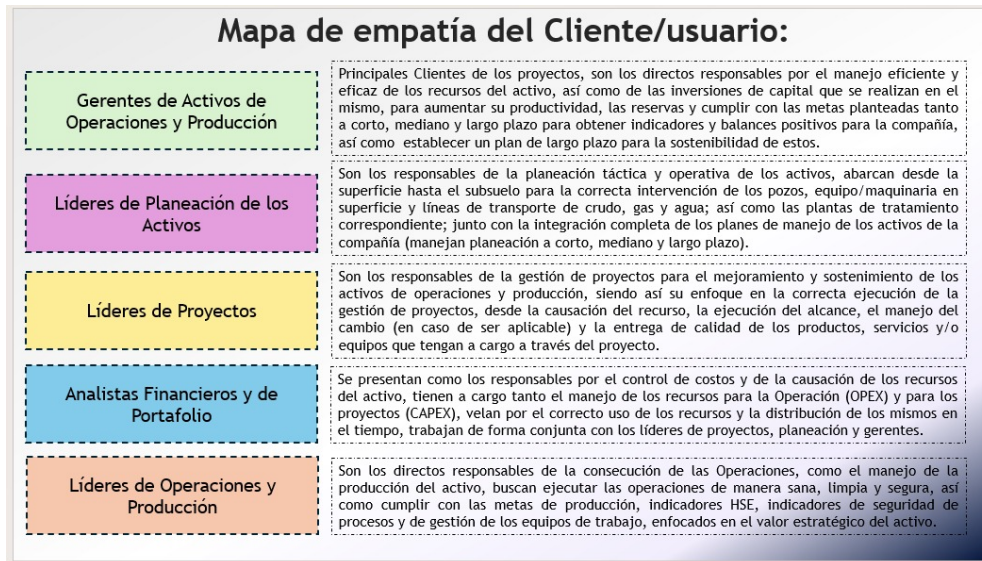 Mapa de empatía del Cliente/usuario:
Gerentes de Activos de
Operaciones y Producción
Principales Clientes de los proyectos, son los directos responsables por el manejo eficiente y
eficaz de los recursos del activo, así como de las inversiones de capital que se realizan en el
mismo, para aumentar su productividad, las reservas y cumplir con las metas planteadas tanto
a corto, mediano y largo plazo para obtener indicadores y balances positivos para la compañía,
así como establecer un plan de largo plazo para la sostenibilidad de estos.
Líderes de Planeación de los
Activos
Son los responsables de la planeación táctica y operativa de los activos, abarcan desde la
superficie hasta el subsuelo para la correcta intervención de los pozos, equipo/maquinaria en
superficie y líneas de transporte de crudo, gas y agua; así como las plantas de tratamiento
correspondiente; junto con la integración completa de los planes de manejo de los activos de la
compañía (manejan planeación a corto, mediano y largo plazo).
Líderes de Proyectos
Son los responsables de la gestión de proyectos para el mejoramiento y sostenimiento de los
activos de operaciones y producción, siendo así su enfoque en la correcta ejecución de la
gestión de proyectos, desde la causación del recurso, la ejecución del alcance, el manejo del
cambio (en caso de ser aplicable) y la entrega de calidad de los productos, servicios y/o
equipos que tengan a cargo a través del proyecto.
Analistas Financieros y de
Portafolio
Se presentan como los responsables por el control de costos y de la causación de los recursos
del activo, tienen a cargo tanto el manejo de los recursos para la Operación (OPEX) y para los
proyectos (CAPEX), velan por el correcto uso de los recursos y la distribución de los mismos en
el tiempo, trabajan de forma conjunta con los líderes de proyectos, planeación y gerentes.
Líderes de Operaciones y
Producción
Son los directos responsables de la consecución de las Operaciones, como el manejo de la
producción del activo, buscan ejecutar las operaciones de manera sana, limpia y segura, así
como cumplir con las metas de producción, indicadores HSE, indicadores de seguridad de
procesos y de gestión de los equipos de trabajo, enfocados en el valor estratégico del activo.